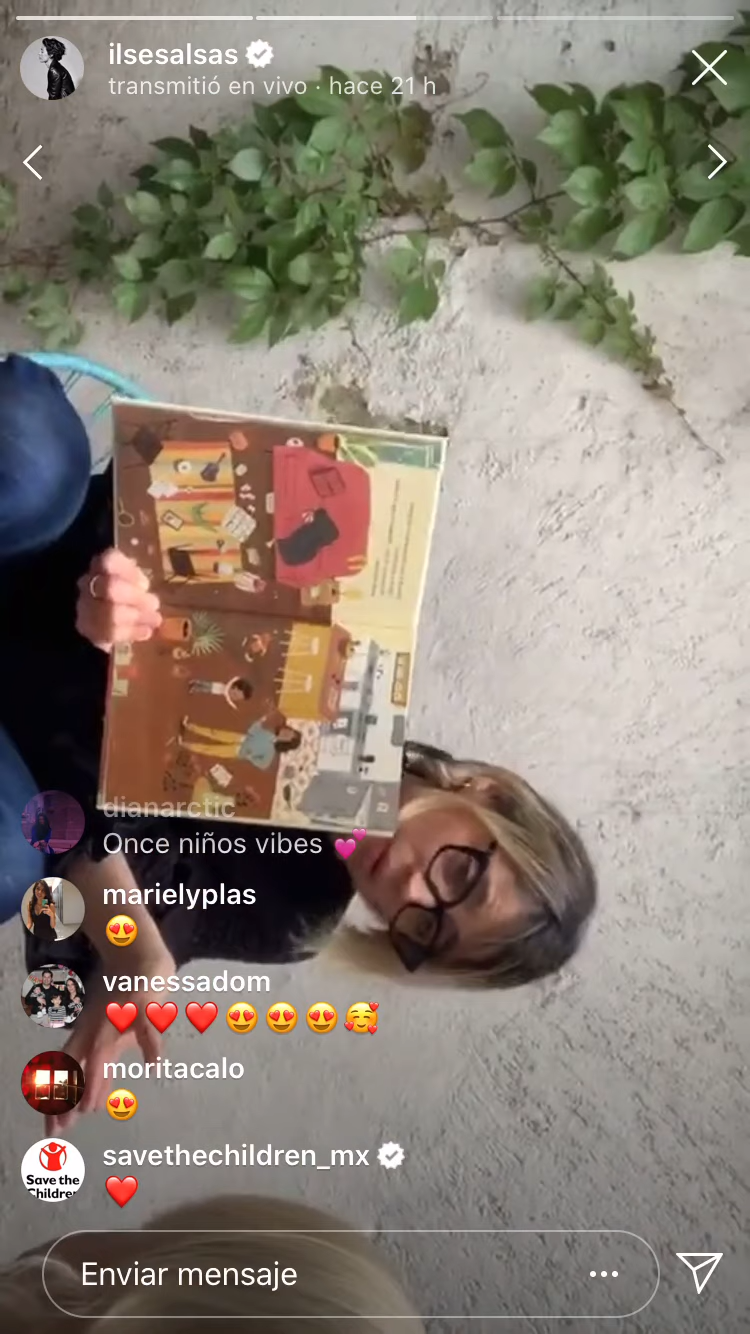 ilsesalsas
transmitió en vivo · hace 21 h
dianarctic
Once niños vibes 💕
marielyplas
😍
vanessadom
❤️❤️❤️😍😍😍🥰
moritacalo
😍
savethechildren_mx
❤️
Save the
Children
Enviar mensaje